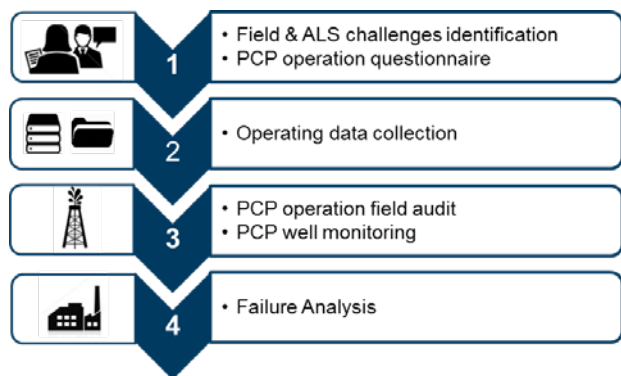 1
• Field & ALS challenges identification
• PCP operation questionnaire
2
• Operating data collection
3
• PCP operation field audit
• PCP well monitoring
4
• Failure Analysis